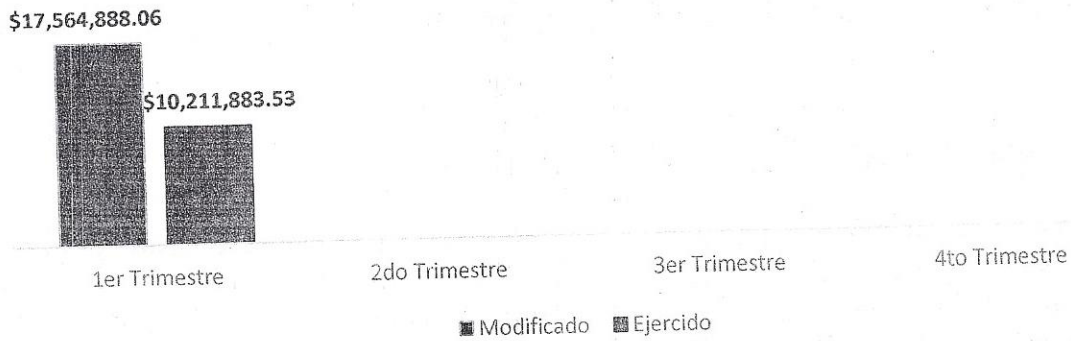 $17,564,888.06
$10,211,883.53
1er Trimestre
2do Trimestre
3er Trimestre
4to Trimestre
Modificado
Ejercido